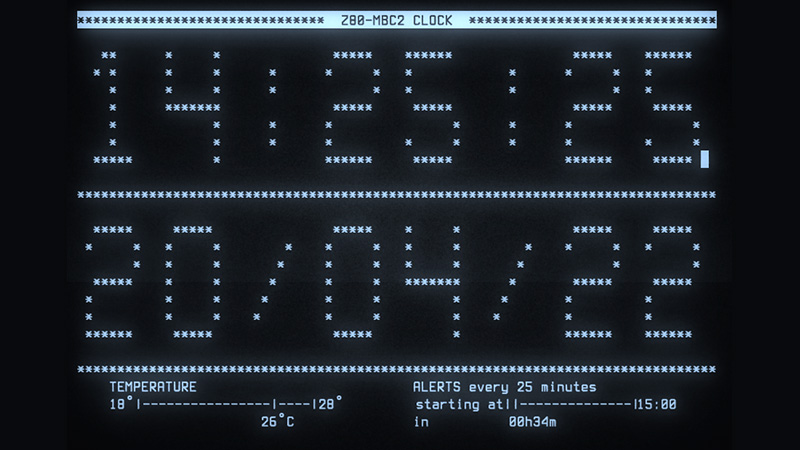 Z80-MBC2 CLOCK
14:25:25
20/04/22
TEMPERATURE
18°|----------------|----|28°
26°C
ALERTS every 25 minutes
starting at||--------------|15:00
in 00h34m